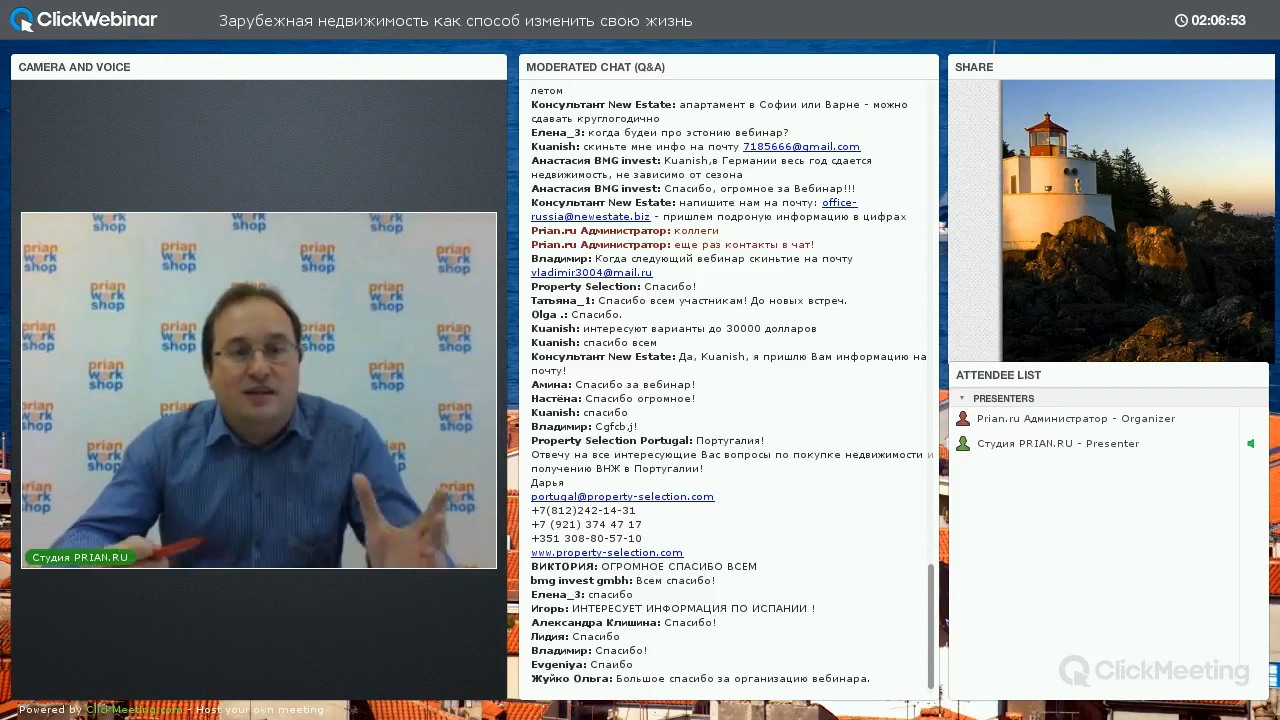 ClickWebinar
Зарубежная недвижимость как способ изменить свою жизнь
02:06:53
CAMERA AND VOICE
prian work shop
Студия PRIAN.RU
MODERATED CHAT (Q&A)
летом
Консультант New Estate: апартамент в Софии или Варне - можно
сдавать круглогодично
Елена_3: когда будеи про эстонию вебинар?
Kuanish: скиньте мне инфо на почту 7185666@gmail.com
Анастасия BMG invest: Kuanish,в Германии весь год сдается
недвижимость, не зависимо от сезона
Анастасия BMG invest: Спасибо, огромное за Вебинар!!!
Консультант New Estate: напишите нам на почту: office-
russia@newestate.biz - пришлем подроную информацию в цифрах
Prian.ru Администратор: коллеги
Prian.ru Администратор: еще раз контакты в чат!
Владимир: Когда следующий вебинар скиньтие на почту
vladimir3004@mail.ru
Property Selection: Спасибо!
Татьяна_1: Спасибо всем участникам! До новых встреч.
Olga .: Спасибо.
Kuanish: интересуют варианты до 30000 долларов
Kuanish: спасибо всем
Консультант New Estate: Да, Kuanish, я пришлю Вам информацию на
почту!
Амина: Спасибо за вебинар!
Настёна: Спасибо огромное!
Kuanish: спасибо
Владимир: Cgfcb,j!
Property Selection Portugal: Португалия!
Отвечу на все интересующие Вас вопросы по покупке недвижимости и
получению ВНЖ в Португалии!
Дарья
portugal@property-selection.com
+7(812)242-14-31
+7 (921) 374 47 17
+351 308-80-57-10
www.property-selection.com
ВИКТОРИЯ: ОГРОМНОЕ СПАСИБО ВСЕМ
bmg invest gmbh: Всем спасибо!
Елена_3: спасибо
Игорь: ИНТЕРЕСУЕТ ИНФОРМАЦИЯ ПО ИСПАНИИ !
Александра Клишина: Спасибо!
Лидия: Спасибо
Владимир: Спасибо!
Evgeniya: Спаибо
Жуйко Ольга: Большое спасибо за организацию вебинара.
SHARE
ATTENDEE LIST
PRESENTERS
Prian.ru Администратор - Organizer
Студия PRIAN.RU - Presenter
ClickMeeting
Powered by ClickMeeting.com - Host your own meeting